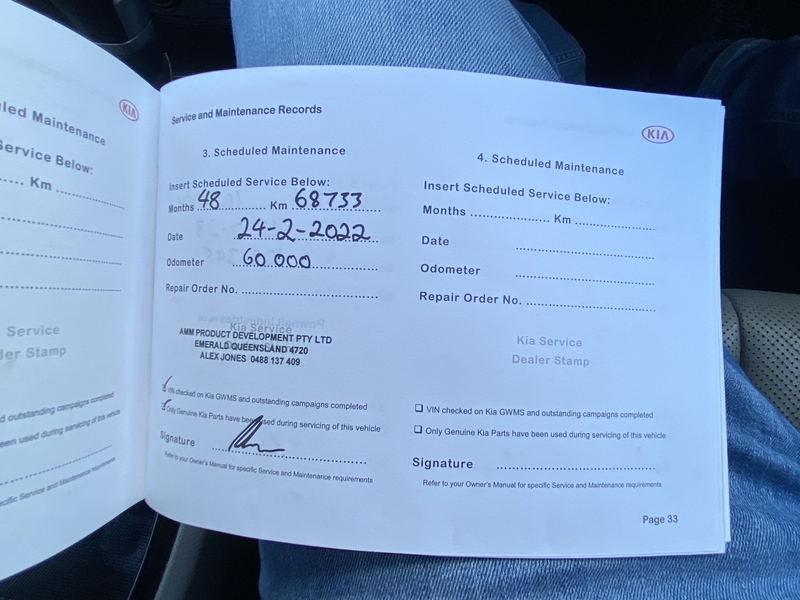 uled Maintenance
KIA
ervice Below:
Km
Service
ler Stamp
d outstanding campaigns completed
een used during servicing of this vehicle
ecific Service and Maintenance requirements
Service and Maintenance Records
3. Scheduled Maintenance
Insert Scheduled Service Below:
Months 48 Km 68733
Date 24-2-2022
Odometer 60.000
Repair Order No.
Kia Service
AMM PRODUCT DEVELOPMENT PTY LTD
EMERALD QUEENSLAND 4720
ALEX JONES 0488 137 409
VIN checked on Kia GWMS and outstanding campaigns completed
Only Genuine Kia Parts have been used during servicing of this vehicle
Signature
Refer to your Owner's Manual for specific Service and Maintenance requirements
KIA
4. Scheduled Maintenance
Insert Scheduled Service Below:
Months Km
Date
Odometer
Repair Order No.
Kia Service
Dealer Stamp
VIN checked on Kia GWMS and outstanding campaigns completed
Only Genuine Kia Parts have been used during servicing of this vehicle
Signature
Refer to your Owner's Manual for specific Service and Maintenance requirements
Page 33